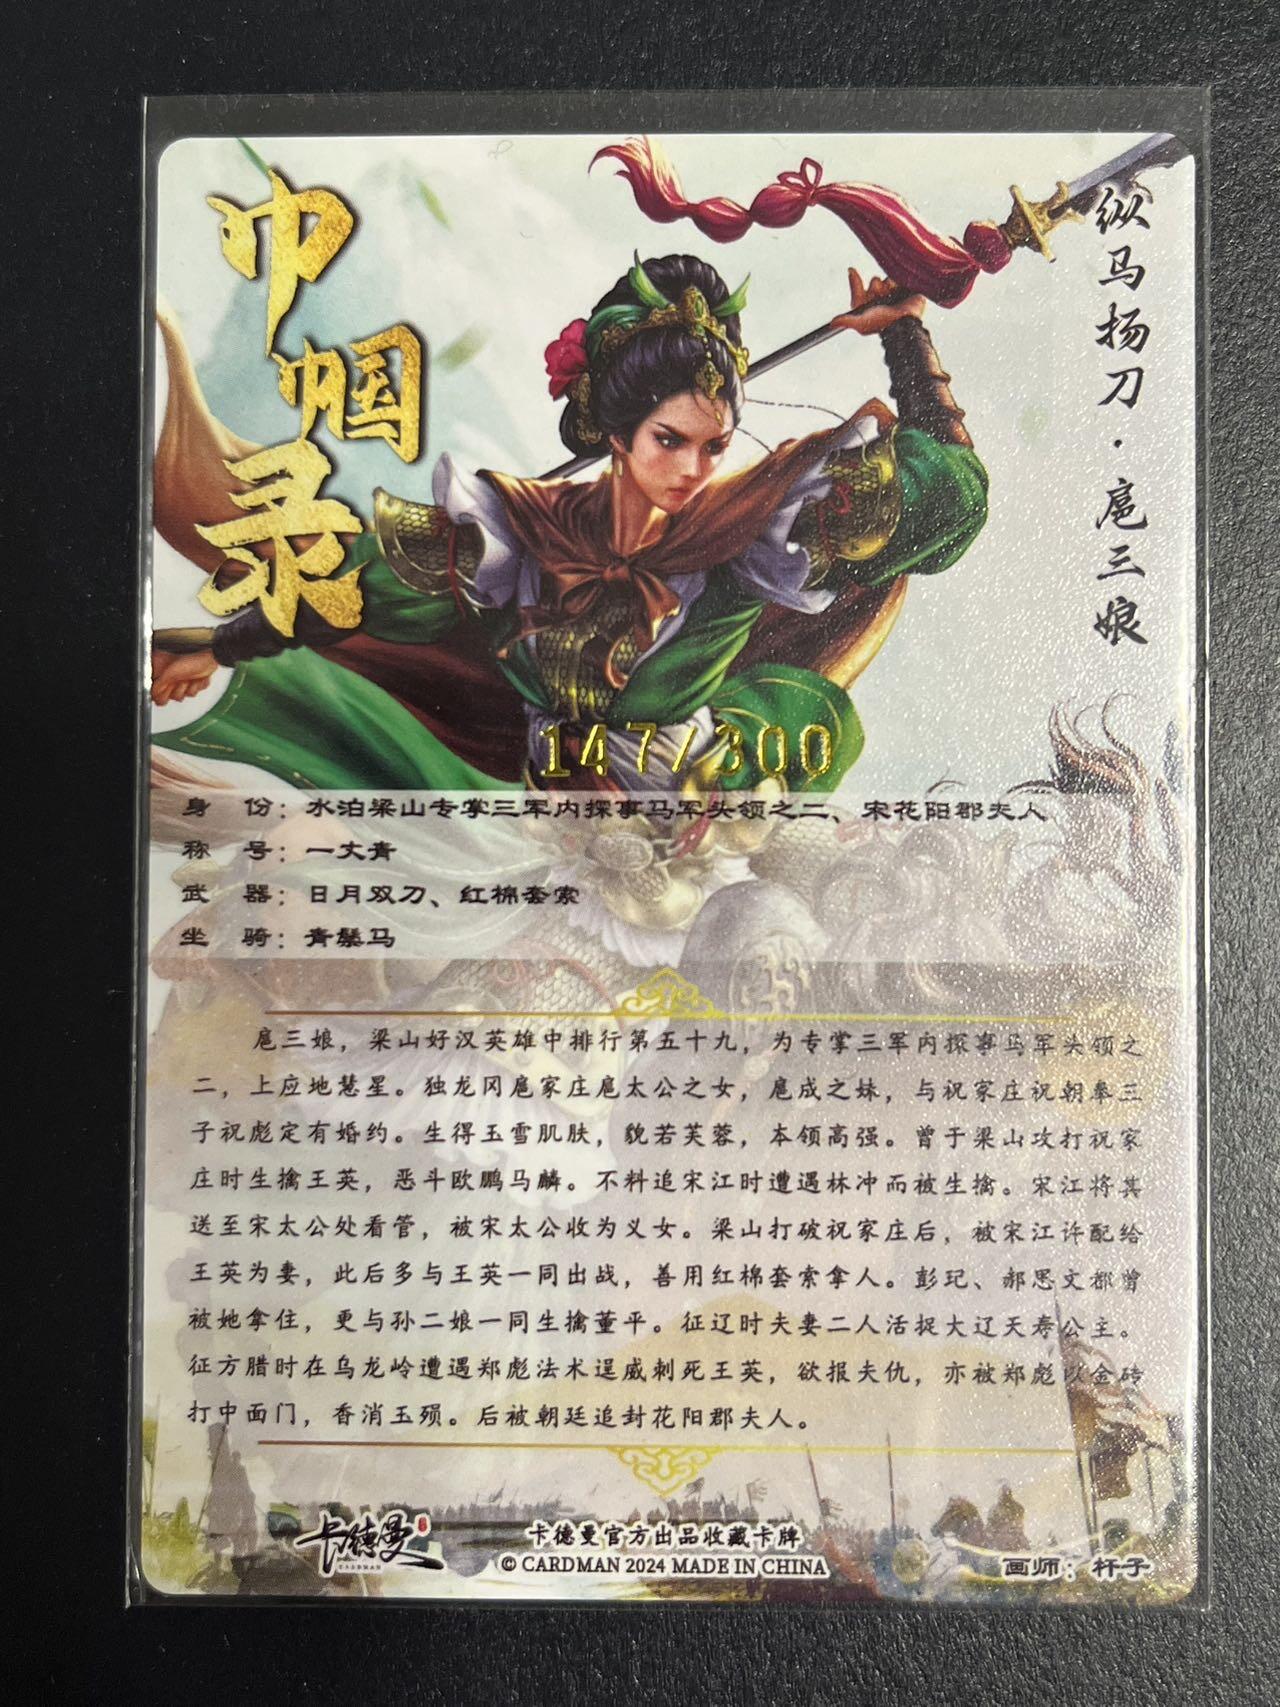 巾帼录
纵马扬刀·扈三娘
147/300
身 份：水泊梁山专掌三军内探事马军头领之二、宋花阳郡夫人
称 号：一丈青
武 器：日月双刀、红棉套索
坐 骑：青鬃马
扈三娘，梁山好汉英雄中排行第五十九，为专掌三军内探事马军头领之
二，上应地慧星。独龙冈扈家庄扈太公之女，扈成之妹，与祝家庄祝朝奉三
子祝彪定有婚约。生得玉雪肌肤，貌若芙蓉，本领高强。曾于梁山攻打祝家
庄时生擒王英，恶斗欧鹏马麟。不料追宋江时遭遇林冲而被生擒。宋江将其
送至宋太公处看管，被宋太公收为义女。梁山打破祝家庄后，被宋江许配给
王英为妻，此后多与王英一同出战，善用红棉套索拿人。彭玘、郝思文都曾
被她拿住，更与孙二娘一同生擒董平。征辽时夫妻二人活捉大辽天寿公主。
征方腊时在乌龙岭遭遇郑彪法术逞威刺死王英，欲报夫仇，亦被郑彪以金砖
打中面门，香消玉殒。后被朝廷追封花阳郡夫人。
卡德曼
CARDMAN
卡德曼官方出品收藏卡牌
© CARDMAN 2024 MADE IN CHINA
画师：杆子